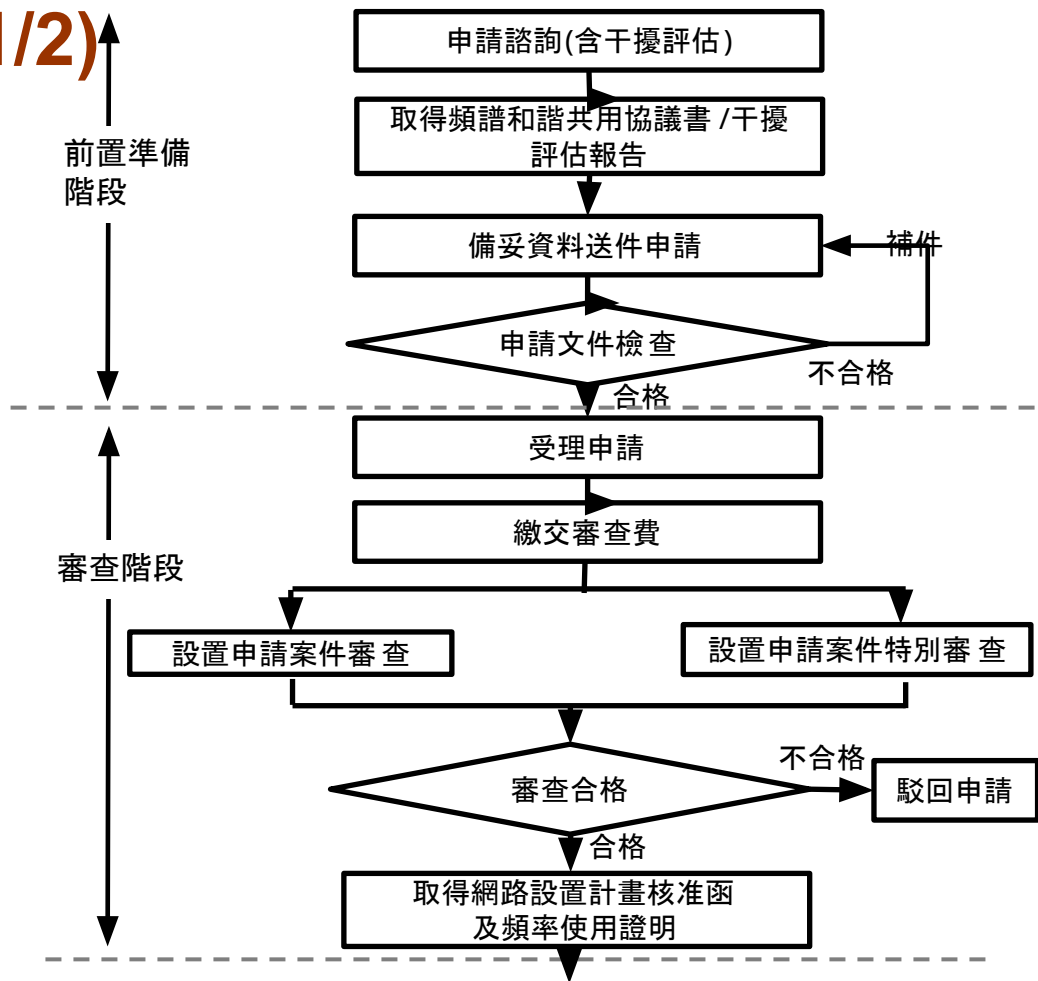 1/2)
申請諮詢(含干擾評估)
取得頻譜和諧共用協議書 /干擾
評估報告
前置準備
階段
備妥資料送件申請
補件
申請文件檢查
不合格
合格
受理申請
繳交審查費
審查階段
設置申請案件審查
設置申請案件特別審查
不合格
審查合格
駁回申請
合格
取得網路設置計畫核准函
及頻率使用證明